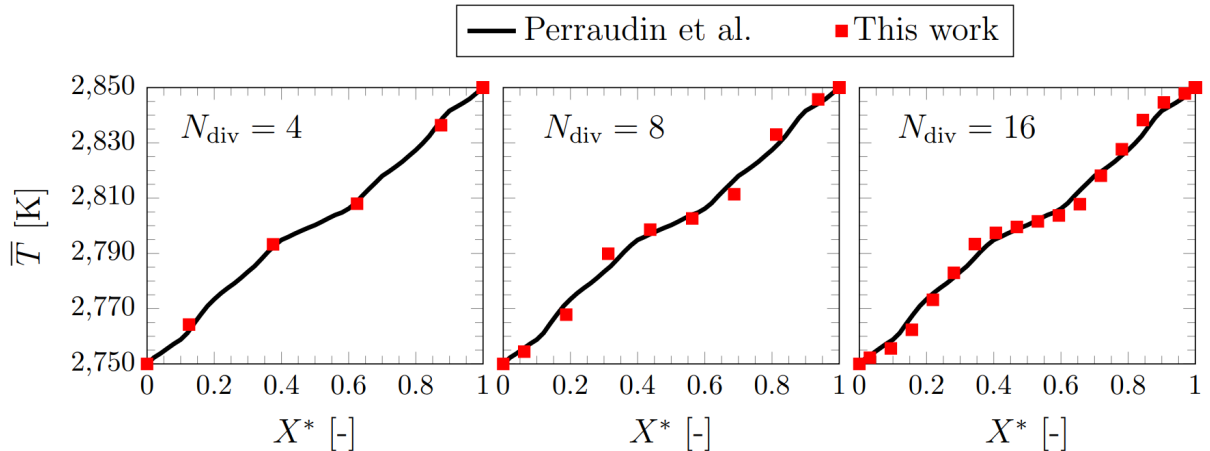 Perraudin et al. This work
2,850
2,830
2,810
2,790
2,770
2,750
T̅ [K]
N_div = 4
N_div = 8
N_div = 16
0 0.2 0.4 0.6 0.8 1
0 0.2 0.4 0.6 0.8 1
0 0.2 0.4 0.6 0.8 1
X* [-]
X* [-]
X* [-]